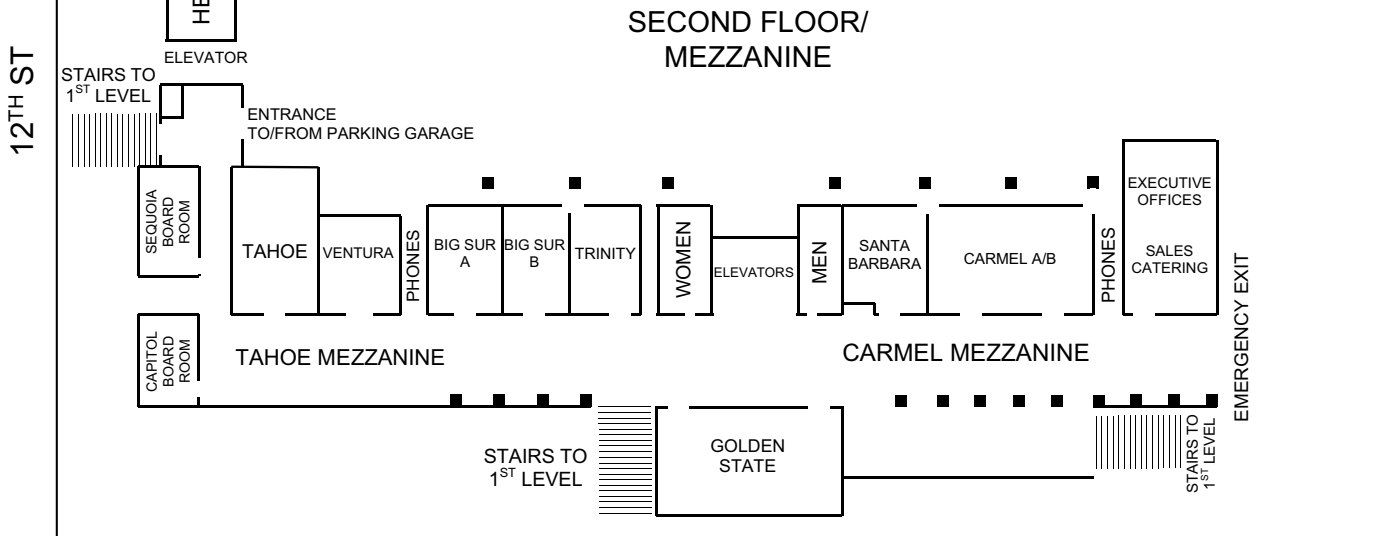 SECOND FLOOR/
MEZZANINE
HE
ELEVATOR
12TH ST
STAIRS TO
1ST LEVEL
ENTRANCE
TO/FROM PARKING GARAGE
SEQUOIA
BOARD
ROOM
TAHOE
VENTURA
PHONES
BIG SUR
A
BIG SUR
B
TRINITY
WOMEN
ELEVATORS
MEN
SANTA
BARBARA
CARMEL A/B
PHONES
EXECUTIVE
OFFICES
SALES
CATERING
EMERGENCY EXIT
CAPITOL
BOARD
ROOM
TAHOE MEZZANINE
CARMEL MEZZANINE
STAIRS TO
1ST LEVEL
GOLDEN
STATE
STAIRS TO
1ST LEVEL